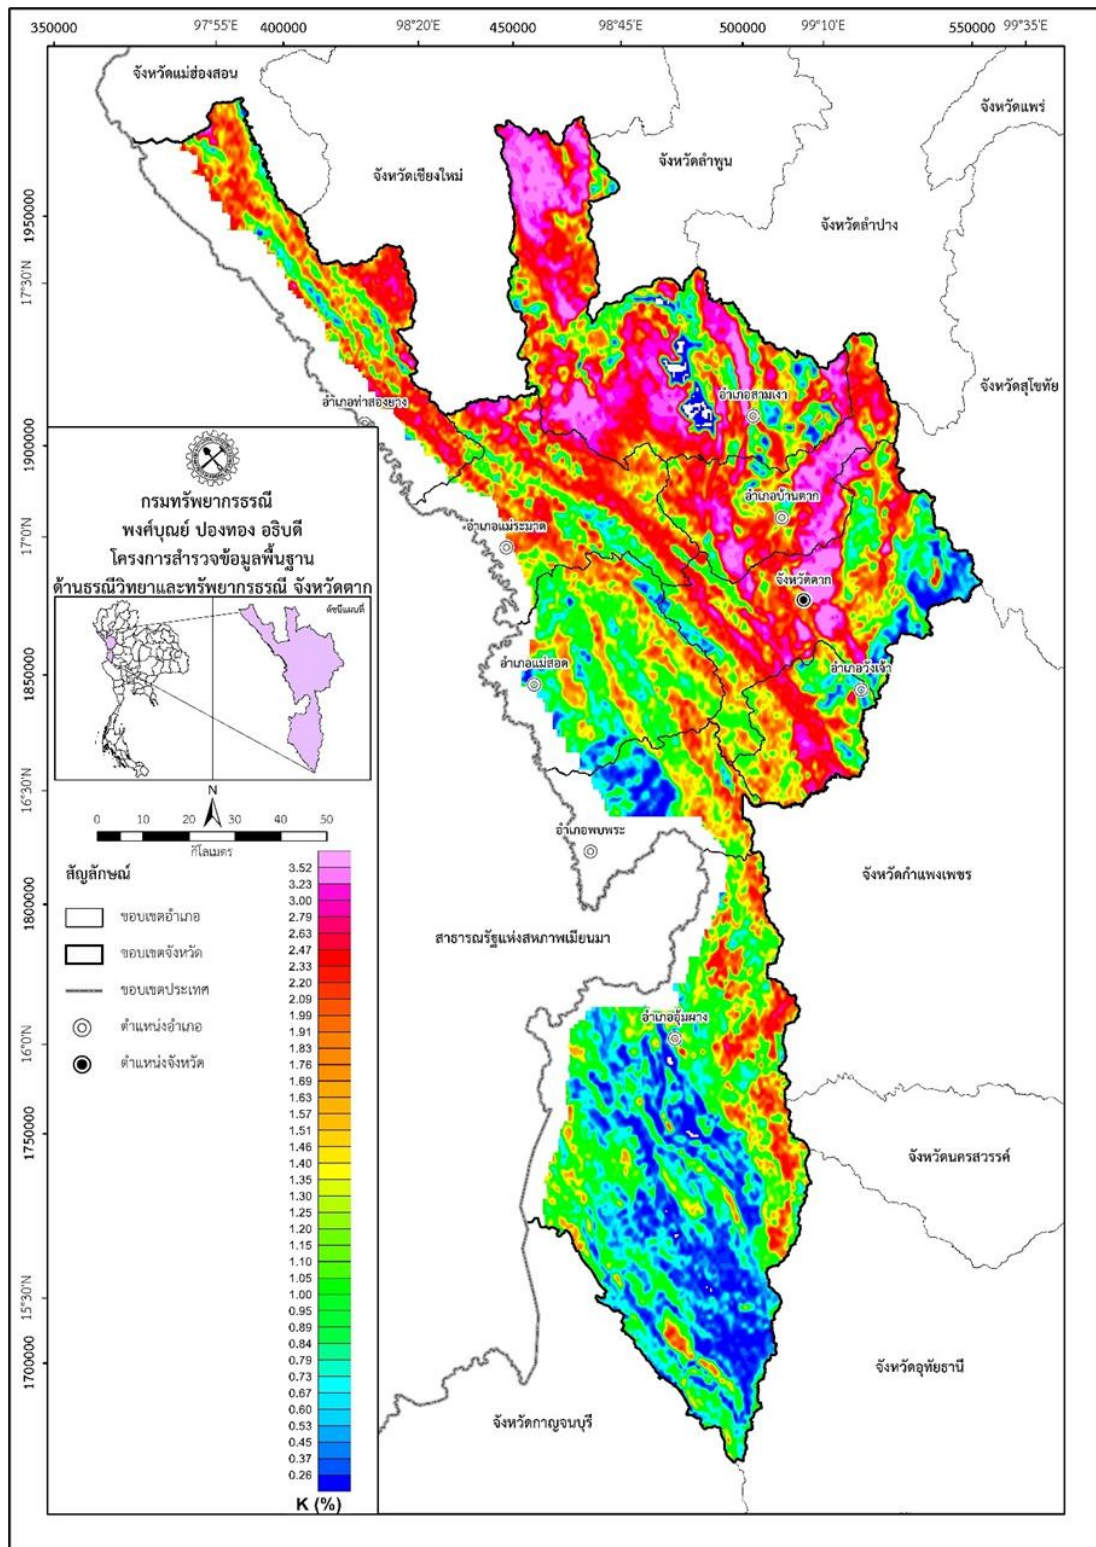 350000 97°55'E 400000 98°20'E 450000 98°45'E 500000 99°10'E 550000 99°35'E
จังหวัดแม่ฮ่องสอน
จังหวัดแพร่
จังหวัดเชียงใหม่
จังหวัดลำพูน
จังหวัดลำปาง
จังหวัดสุโขทัย
1950000
17°30'N
1900000
17°0'N
1850000
16°30'N
1800000
16°0'N
1750000
15°30'N
1700000
อำเภอท่าสองยาง
อำเภอสามเงา
อำเภอบ้านตาก
อำเภอแม่ระมาด
จังหวัดตาก
อำเภอแม่สอด
อำเภอวังเจ้า
อำเภอพบพระ
จังหวัดกำแพงเพชร
สาธารณรัฐแห่งสหภาพเมียนมา
อำเภออุ้มผาง
จังหวัดนครสวรรค์
จังหวัดอุทัยธานี
จังหวัดกาญจนบุรี
กรมทรัพยากรธรณี
พงศ์บุณย์ ปองทอง อธิบดี
โครงการสำรวจข้อมูลพื้นฐาน
ด้านธรณีวิทยาและทรัพยากรธรณี จังหวัดตาก
ดัชนีแผนที่
N
0 10 20 30 40 50
กิโลเมตร
สัญลักษณ์
ขอบเขตอำเภอ
ขอบเขตจังหวัด
ขอบเขตประเทศ
ตำแหน่งอำเภอ
ตำแหน่งจังหวัด
3.52
3.23
3.00
2.79
2.63
2.47
2.33
2.20
2.09
1.99
1.91
1.83
1.76
1.69
1.63
1.57
1.51
1.46
1.40
1.35
1.30
1.25
1.20
1.15
1.10
1.05
1.00
0.95
0.89
0.84
0.79
0.73
0.67
0.60
0.53
0.45
0.37
0.26
K (%)